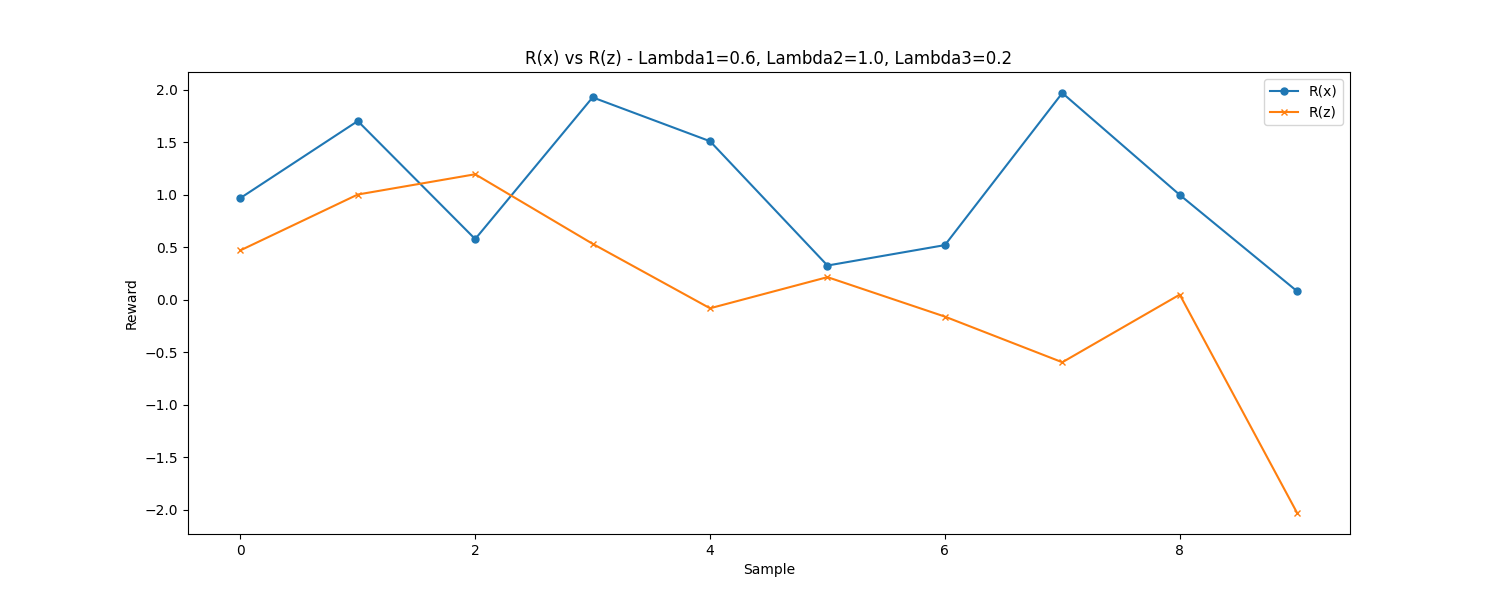 R(x) vs R(z) - Lambda1=0.6, Lambda2=1.0, Lambda3=0.2
R(x)
R(z)
2.0
1.5
1.0
0.5
0.0
−0.5
−1.0
−1.5
−2.0
Reward
0 2 4 6 8
Sample